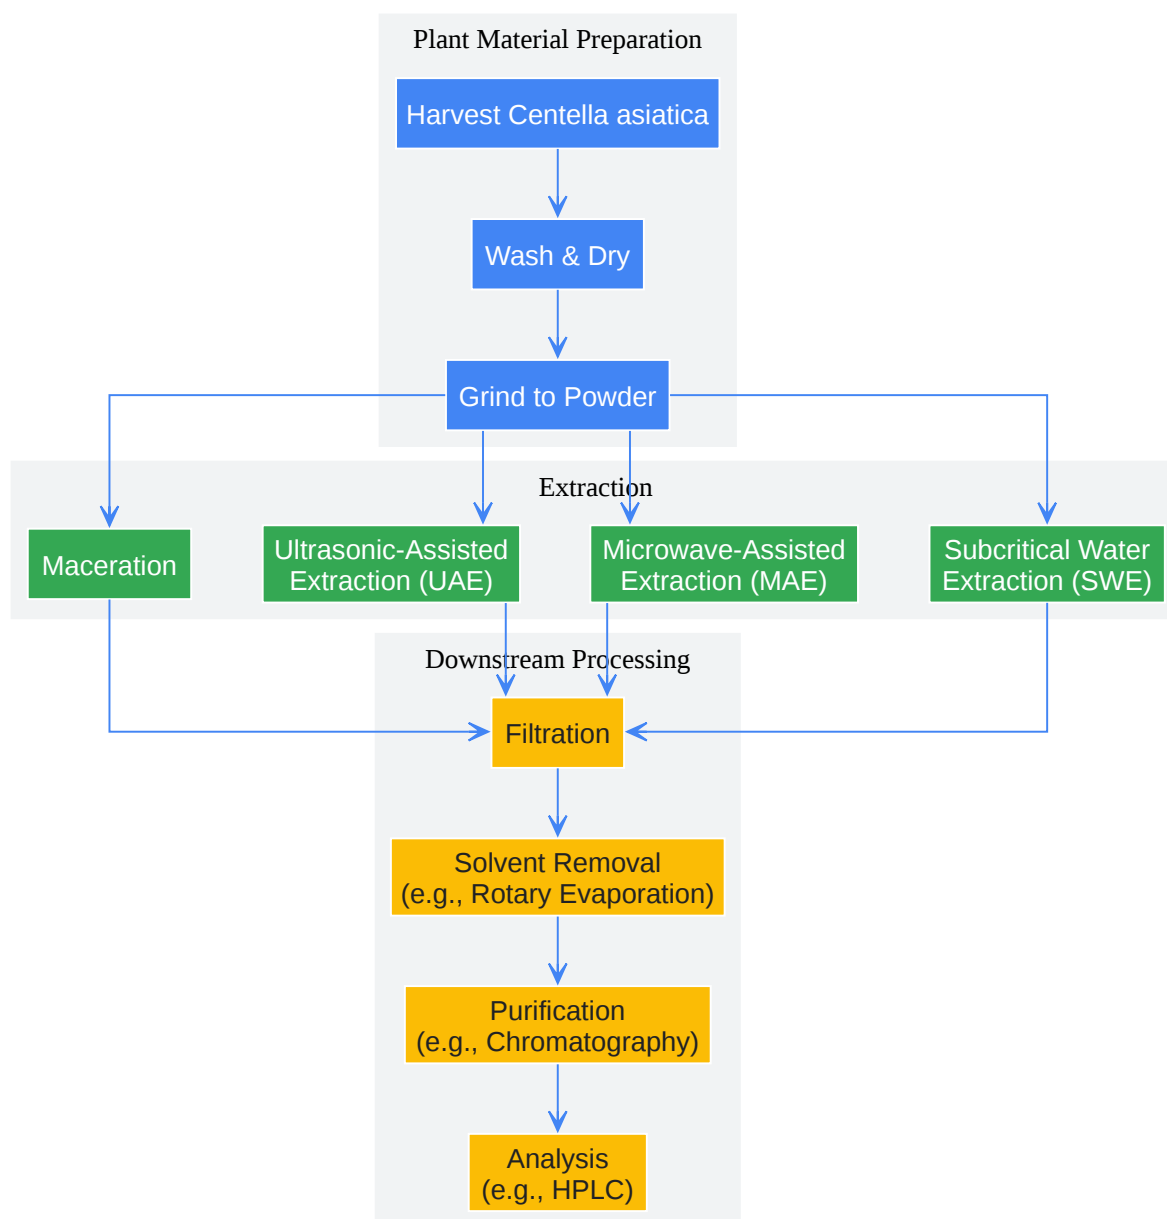 Plant Material Preparation
Harvest Centella asiatica
Wash & Dry
Grind to Powder
Extraction
Maceration
Ultrasonic-Assisted
Extraction (UAE)
Microwave-Assisted
Extraction (MAE)
Subcritical Water
Extraction (SWE)
Downstream Processing
Filtration
Solvent Removal
(e.g., Rotary Evaporation)
Purification
(e.g., Chromatography)
Analysis
(e.g., HPLC)